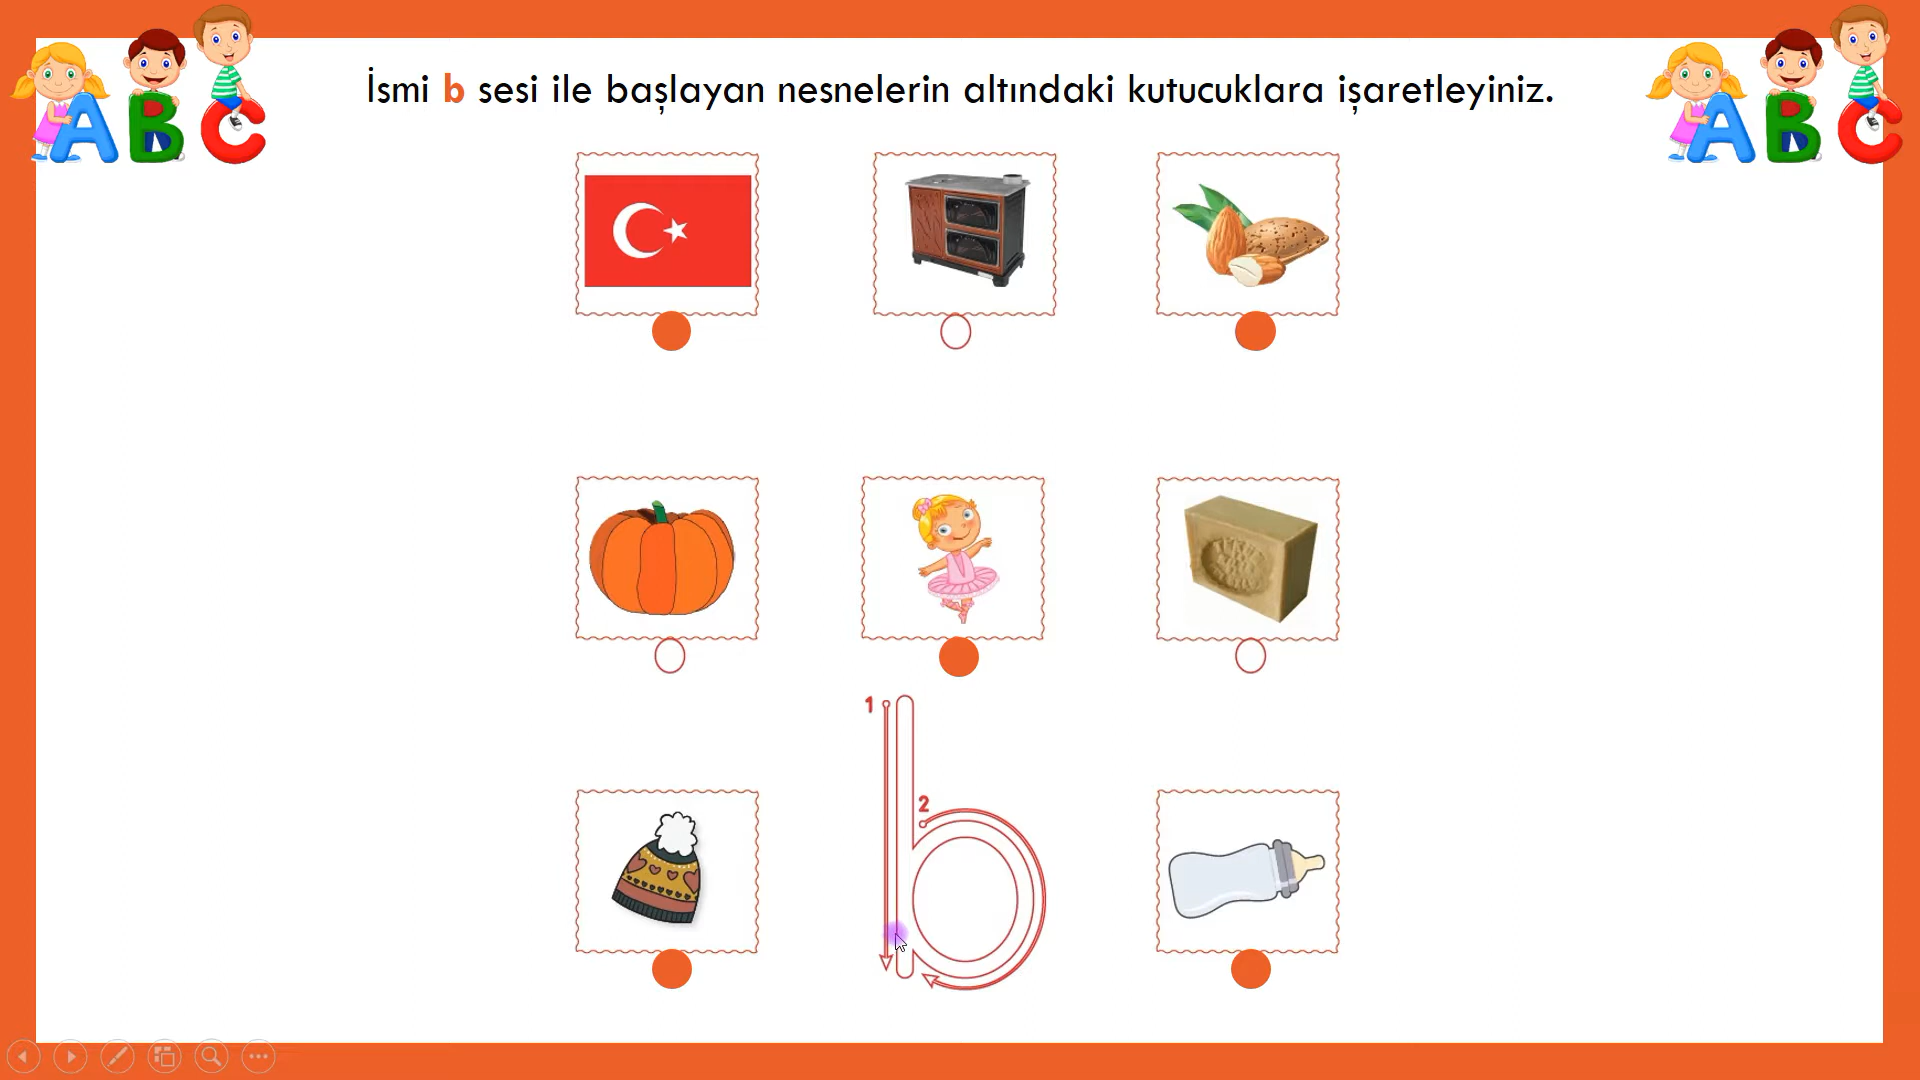 A B C
İsmi b sesi ile başlayan nesnelerin altındaki kutucuklara işaretleyiniz.
A B C
1
2
b